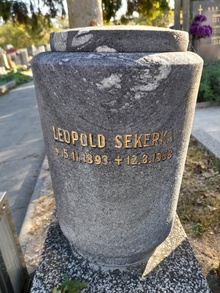 LEOPOLD SEKERKA
* 5.11.1893 + 12.3.